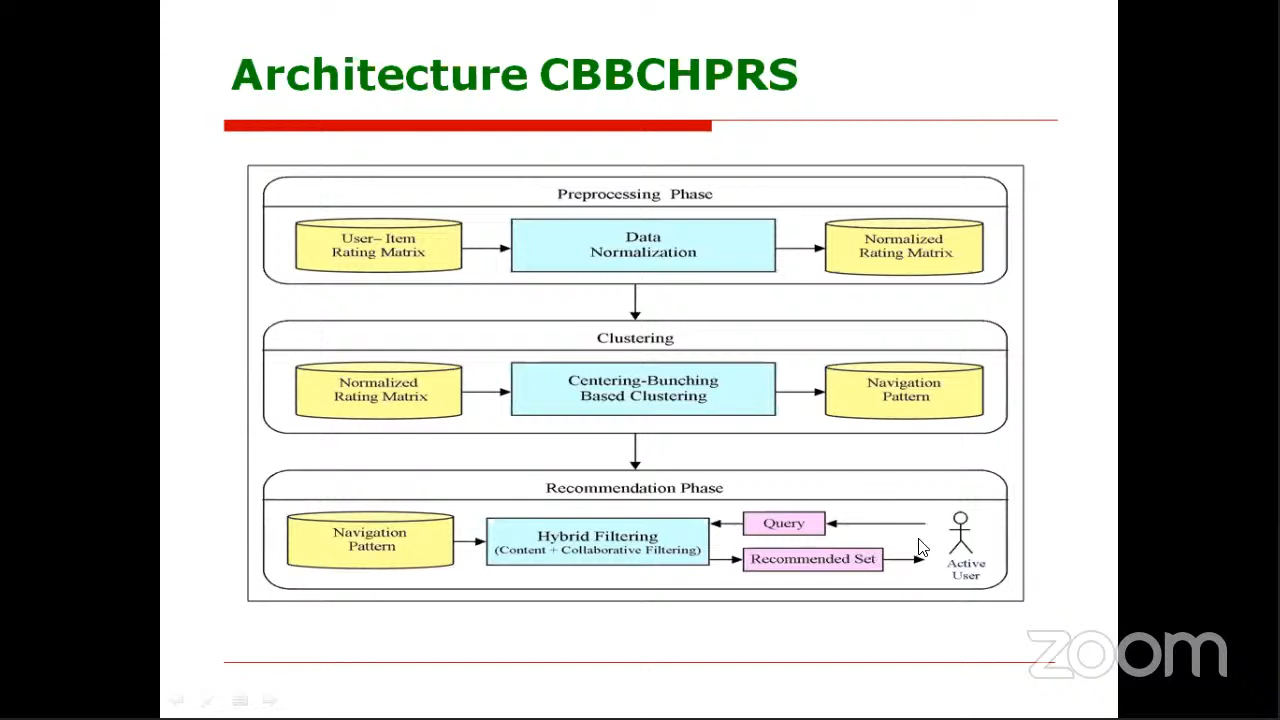 Architecture CBBCHPRS
Preprocessing Phase
User– Item
Rating Matrix
Data
Normalization
Normalized
Rating Matrix
Clustering
Normalized
Rating Matrix
Centering-Bunching
Based Clustering
Navigation
Pattern
Recommendation Phase
Navigation
Pattern
Hybrid Filtering
(Content + Collaborative Filtering)
Query
Recommended Set
Active
User
zoom